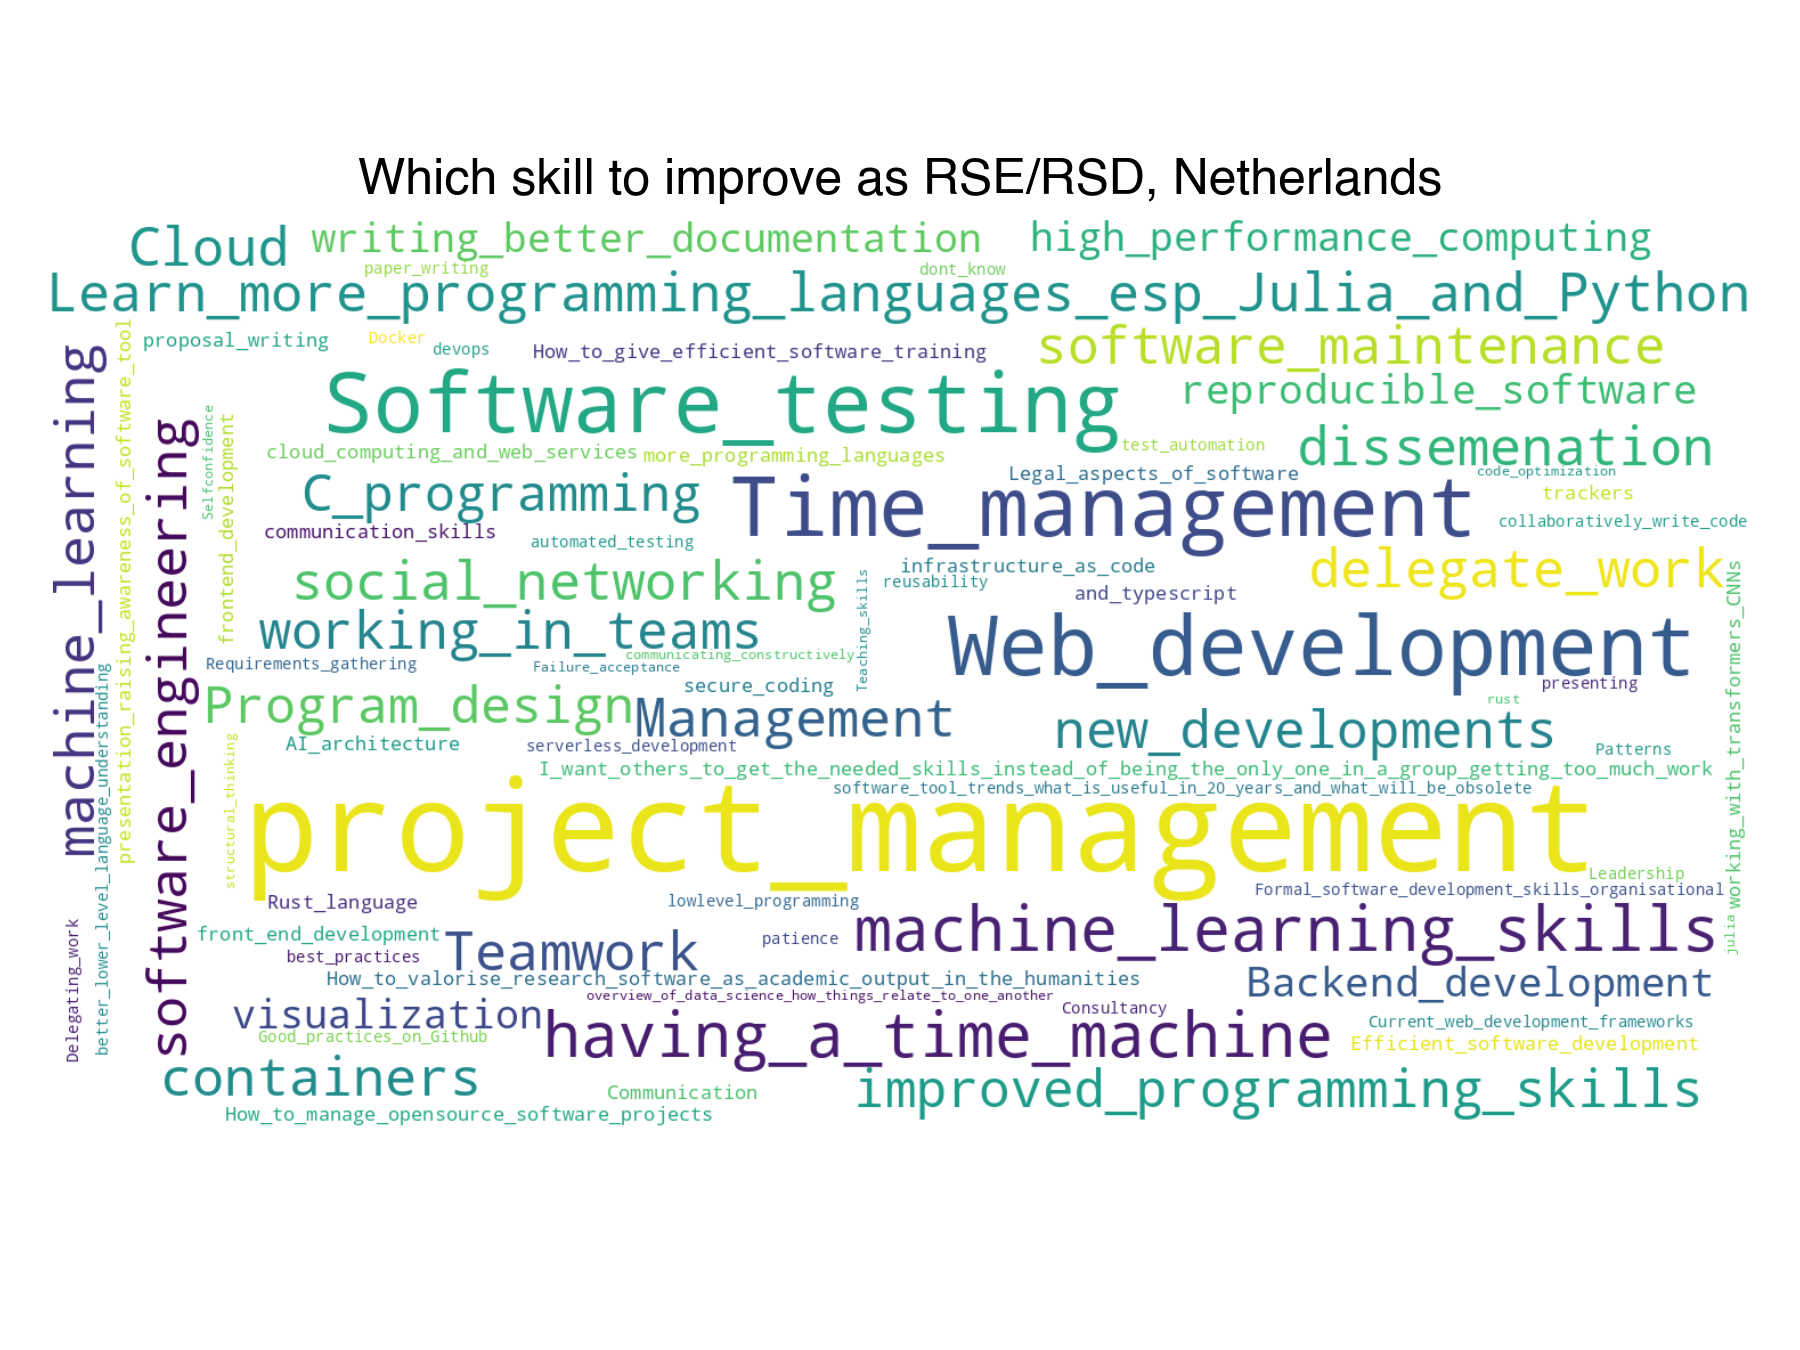 Which skill to improve as RSE/RSD, Netherlands
Cloud
writing_better_documentation
high_performance_computing
paper_writing
dont_know
Learn_more_programming_languages_esp_Julia_and_Python
proposal_writing
Docker
devops
How_to_give_efficient_software_training
software_maintenance
machine_learning
presentation_raising_awareness_of_software_tool
Software_testing
reproducible_software
software_engineering
Selfconfidence
frontend_development
cloud_computing_and_web_services
more_programming_languages
test_automation
dissemenation
C_programming
Time_management
Legal_aspects_of_software
code_optimization
trackers
communication_skills
automated_testing
collaboratively_write_code
social_networking
Teaching_skills
infrastructure_as_code
reusability
and_typescript
delegate_work
working_in_teams
Web_development
working_with_transformers_CNNs
Requirements_gathering
Failure_acceptance
communicating_constructively
better_lower_level_language_understanding
Program_design
secure_coding
presenting
rust
Management
new_developments
AI_architecture
serverless_development
Patterns
structural_thinking
I_want_others_to_get_the_needed_skills_instead_of_being_the_only_one_in_a_group_getting_too_much_work
software_tool_trends_what_is_useful_in_20_years_and_what_will_be_obsolete
project_management
Leadership
Formal_software_development_skills_organisational
Rust_language
lowlevel_programming
julia
Delegating_work
front_end_development
best_practices
Teamwork
patience
machine_learning_skills
How_to_valorise_research_software_as_academic_output_in_the_humanities
Backend_development
overview_of_data_science_how_things_relate_to_one_another
Consultancy
visualization
having_a_time_machine
Current_web_development_frameworks
Good_practices_on_Github
Efficient_software_development
containers
Communication
improved_programming_skills
How_to_manage_opensource_software_projects